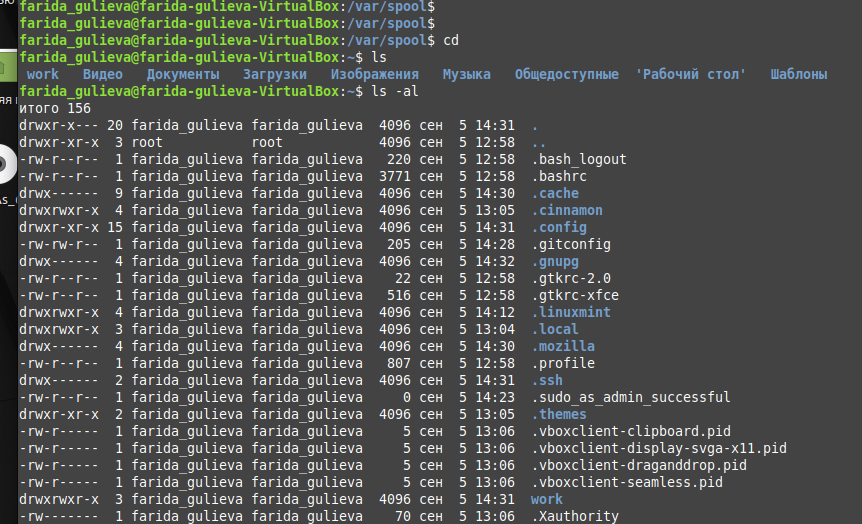 farida_gulieva@farida-gulieva-VirtualBox:/var/spool$
farida_gulieva@farida-gulieva-VirtualBox:/var/spool$
farida_gulieva@farida-gulieva-VirtualBox:/var/spool$ cd
farida_gulieva@farida-gulieva-VirtualBox:~$ ls
work Видео Документы Загрузки Изображения Музыка Общедоступные 'Рабочий стол' Шаблоны
farida_gulieva@farida-gulieva-VirtualBox:~$ ls -al
итого 156
drwxr-x--- 20 farida_gulieva farida_gulieva 4096 сен 5 14:31 .
drwxr-xr-x 3 root root 4096 сен 5 12:58 ..
-rw-r--r-- 1 farida_gulieva farida_gulieva 220 сен 5 12:58 .bash_logout
-rw-r--r-- 1 farida_gulieva farida_gulieva 3771 сен 5 12:58 .bashrc
drwx------ 9 farida_gulieva farida_gulieva 4096 сен 5 14:30 .cache
drwxrwxr-x 4 farida_gulieva farida_gulieva 4096 сен 5 13:05 .cinnamon
drwxr-xr-x 15 farida_gulieva farida_gulieva 4096 сен 5 14:31 .config
-rw-rw-r-- 1 farida_gulieva farida_gulieva 205 сен 5 14:28 .gitconfig
drwx------ 4 farida_gulieva farida_gulieva 4096 сен 5 14:32 .gnupg
-rw-r--r-- 1 farida_gulieva farida_gulieva 22 сен 5 12:58 .gtkrc-2.0
-rw-r--r-- 1 farida_gulieva farida_gulieva 516 сен 5 12:58 .gtkrc-xfce
drwxrwxr-x 4 farida_gulieva farida_gulieva 4096 сен 5 14:12 .linuxmint
drwxrwxr-x 3 farida_gulieva farida_gulieva 4096 сен 5 13:04 .local
drwx------ 4 farida_gulieva farida_gulieva 4096 сен 5 14:30 .mozilla
-rw-r--r-- 1 farida_gulieva farida_gulieva 807 сен 5 12:58 .profile
drwx------ 2 farida_gulieva farida_gulieva 4096 сен 5 14:31 .ssh
-rw-r--r-- 1 farida_gulieva farida_gulieva 0 сен 5 14:23 .sudo_as_admin_successful
drwxr-xr-x 2 farida_gulieva farida_gulieva 4096 сен 5 13:05 .themes
-rw-r----- 1 farida_gulieva farida_gulieva 5 сен 5 13:06 .vboxclient-clipboard.pid
-rw-r----- 1 farida_gulieva farida_gulieva 5 сен 5 13:06 .vboxclient-display-svga-x11.pid
-rw-r----- 1 farida_gulieva farida_gulieva 5 сен 5 13:06 .vboxclient-draganddrop.pid
-rw-r----- 1 farida_gulieva farida_gulieva 5 сен 5 13:06 .vboxclient-seamless.pid
drwxrwxr-x 3 farida_gulieva farida_gulieva 4096 сен 5 14:31 work
-rw------- 1 farida_gulieva farida_gulieva 70 сен 5 13:06 .Xauthority